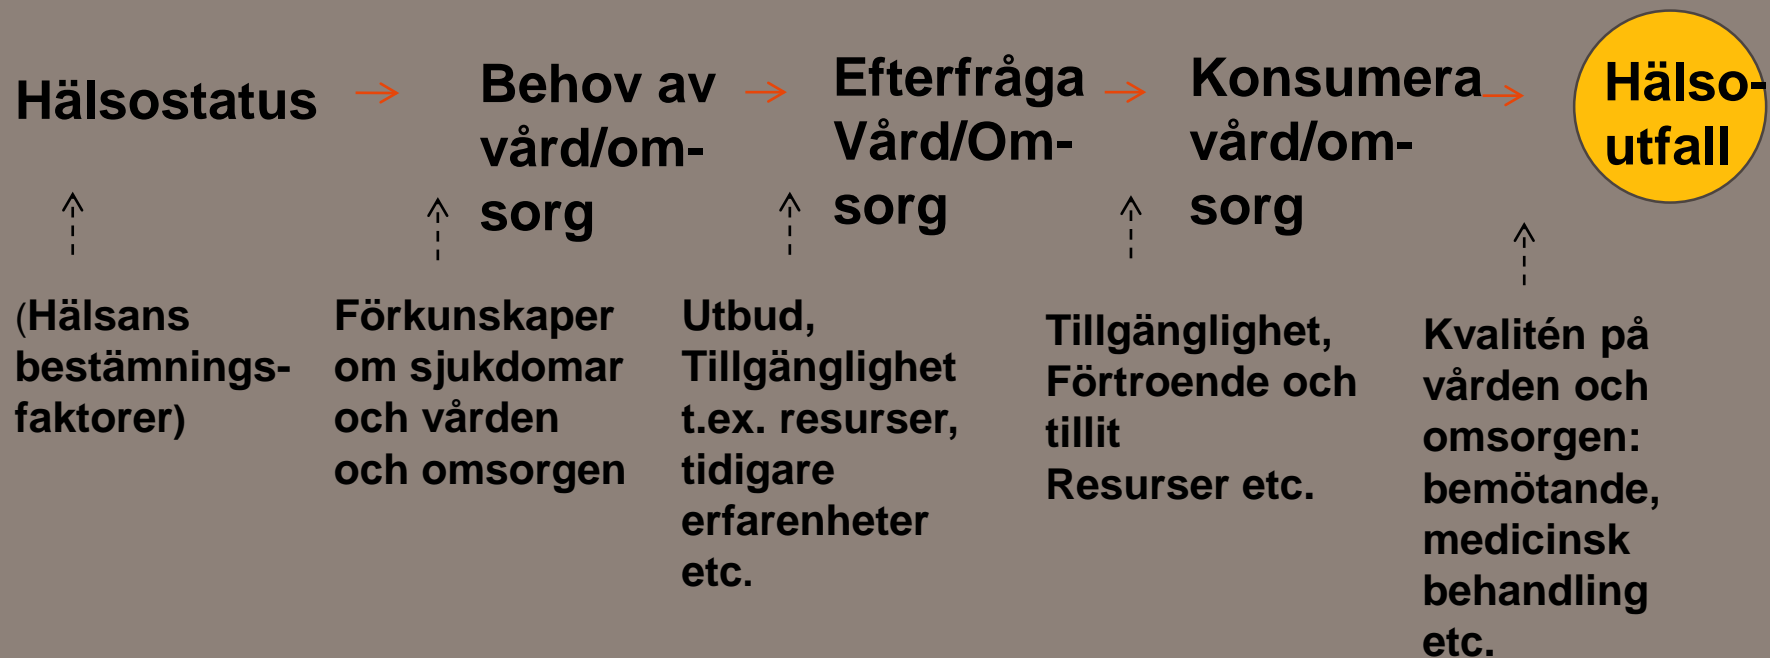 Hälsostatus
Behov av
vård/om-
sorg
Efterfråga
Vård/Om-
sorg
Konsumera
vård/om-
sorg
Hälso-
utfall
(Hälsans
bestämnings-
faktorer)
Förkunskaper
om sjukdomar
och vården
och omsorgen
Utbud,
Tillgänglighet
t.ex. resurser,
tidigare
erfarenheter
etc.
Tillgänglighet,
Förtroende och
tillit
Resurser etc.
Kvalitén på
vården och
omsorgen:
bemötande,
medicinsk
behandling
etc.